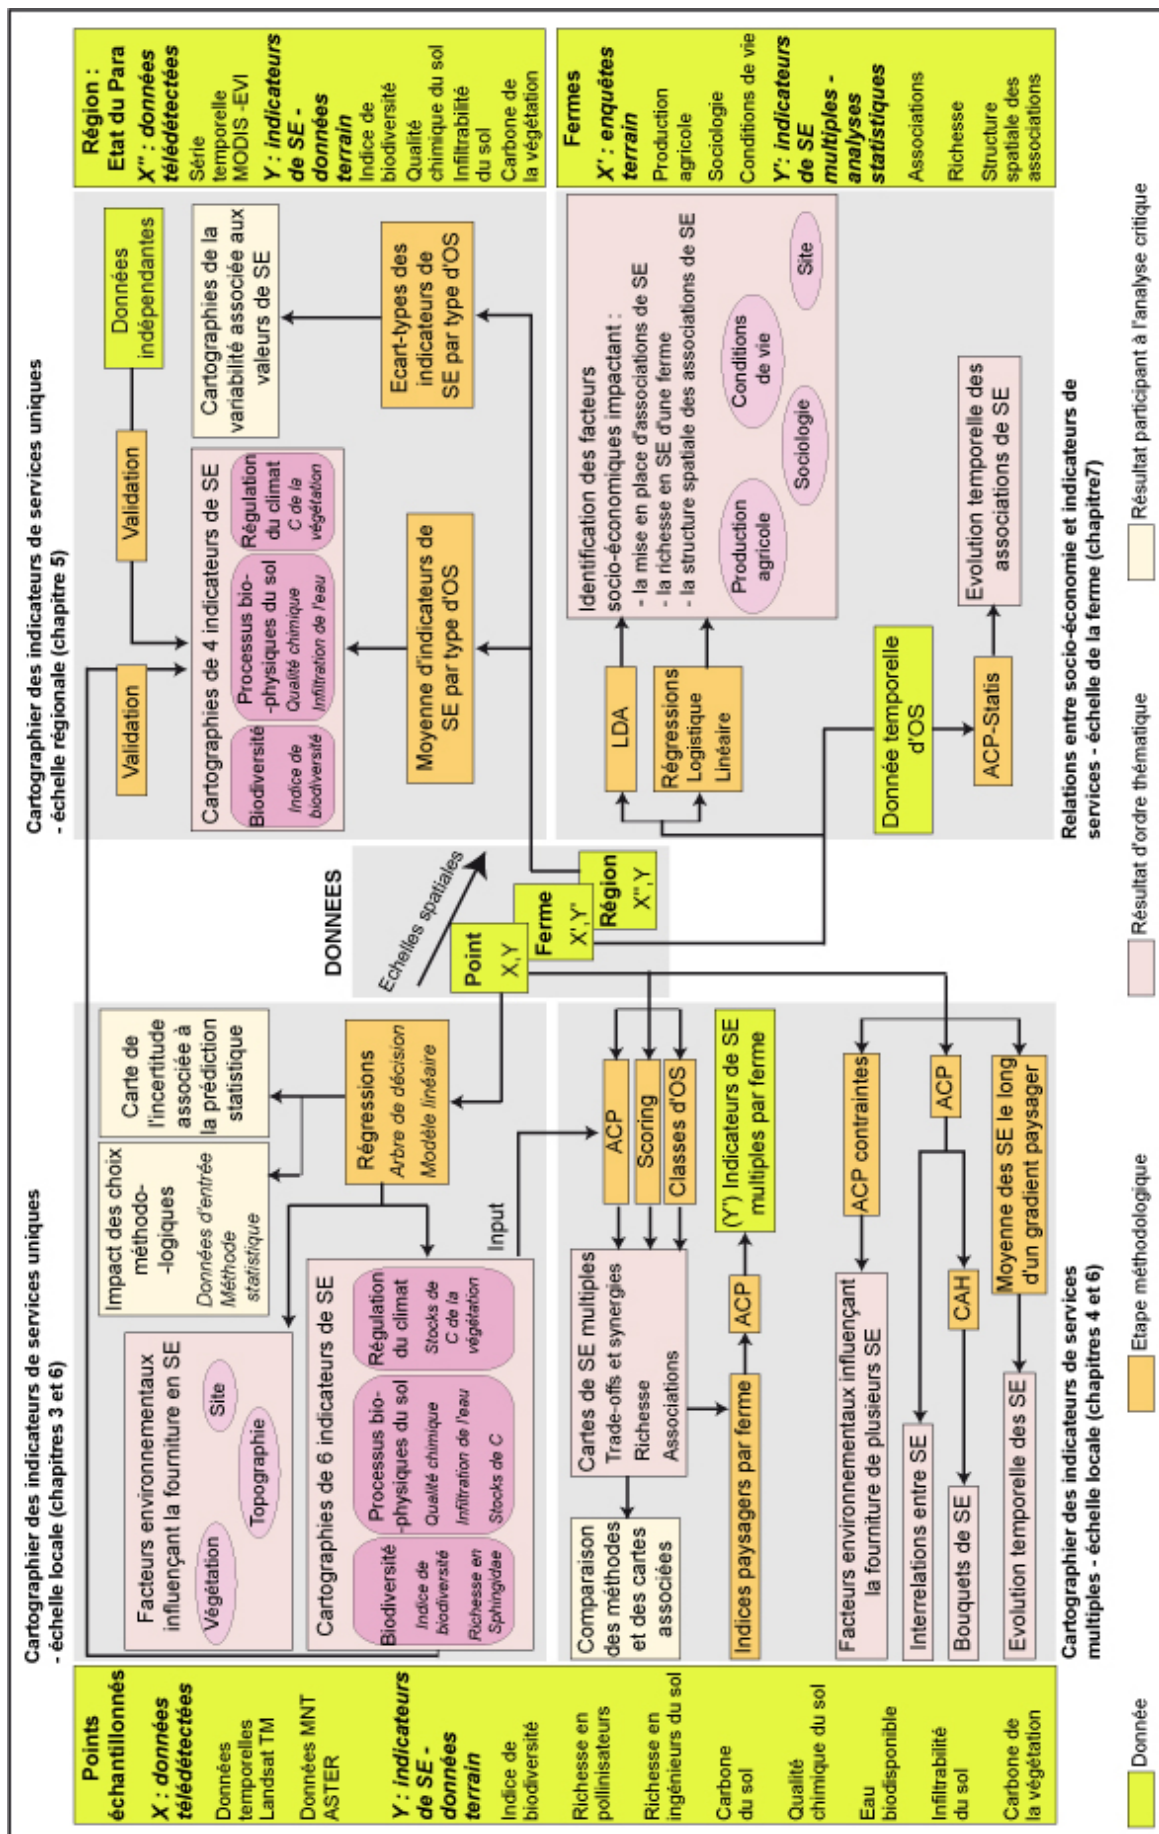 Cartographier des indicateurs de services uniques
- échelle locale (chapitres 3 et 6)
Cartographier des indicateurs de services uniques
- échelle régionale (chapitre 5)
Points
échantillonnés
X : données
télédétectées
Données
temporelles
Landsat TM
Données MNT
ASTER
Y : indicateurs
de SE -
données
terrain
Indice de
biodiversité
Richesse en
pollinisateurs
Richesse en
ingénieurs du sol
Carbone
du sol
Qualité
chimique du sol
Eau
biodisponible
Infiltrabilité
du sol
Carbone de
la végétation
Facteurs environnementaux
influençant la fourniture en SE
Végétation
Site
Topographie
Impact des choix
méthodo-
-logiques
Données d'entrée
Méthode
statistique
Carte de
l'incertitude
associée à
la prédiction
statistique
Régressions
Arbre de décision
Modèle linéaire
Cartographies de 6 indicateurs de SE
Biodiversité
Indice de
biodiversité
Richesse en
Sphingidae
Processus bio-
-physiques du sol
Qualité chimique
Infiltration de l'eau
Stocks de C
Régulation
du climat
Stocks de
C de la
végétation
Input
DONNEES
Echelles spatiales
Point
X,Y
Ferme
X',Y'
Région
X'',Y
Validation
Validation
Données
indépendantes
Cartographies de 4 indicateurs de SE
Biodiversité
Indice de
biodiversité
Processus bio-
-physiques du sol
Qualité chimique
Infiltration de l'eau
Régulation
du climat
C de la
végétation
Cartographies de la
variabilité associée aux
valeurs de SE
Moyenne d'indicateurs de
SE par type d'OS
Ecart-types des
indicateurs de
SE par type d'OS
Région :
Etat du Para
X'' : données
télédétectées
Série
temporelle
MODIS -EVI
Y : indicateurs
de SE -
données
terrain
Indice de
biodiversité
Qualité
chimique du sol
Infiltrabilité
du sol
Carbone de
la végétation
Comparaison
des méthodes
et des cartes
associées
Cartes de SE multiples
Trade-offs et synergies
Richesse
Associations
ACP
Scoring
Classes d'OS
Indices paysagers par ferme
ACP
(Y') Indicateurs de SE
multiples par ferme
Facteurs environnementaux influençant
la fourniture de plusieurs SE
ACP contraintes
Interrelations entre SE
ACP
Bouquets de SE
CAH
Evolution temporelle des SE
Moyenne des SE le long
d'un gradient paysager
Cartographier des indicateurs de services
multiples - échelle locale (chapitres 4 et 6)
LDA
Régressions
Logistique
Linéaire
Identification des facteurs
socio-économiques impactant :
- la mise en place d'associations de SE
- la richesse en SE d'une ferme
- la structure spatiale des associations de SE
Production
agricole
Sociologie
Conditions
de vie
Site
Donnée temporelle
d'OS
ACP-Statis
Evolution temporelle des
associations de SE
Relations entre socio-économie et indicateurs de
services - échelle de la ferme (chapitre7)
Fermes
X' : enquêtes
terrain
Production
agricole
Sociologie
Conditions de vie
Y' : indicateurs
de SE
multiples -
analyses
statistiques
Associations
Richesse
Structure
spatiale des
associations
Donnée
Etape méthodologique
Résultat d'ordre thématique
Résultat participant à l'analyse critique